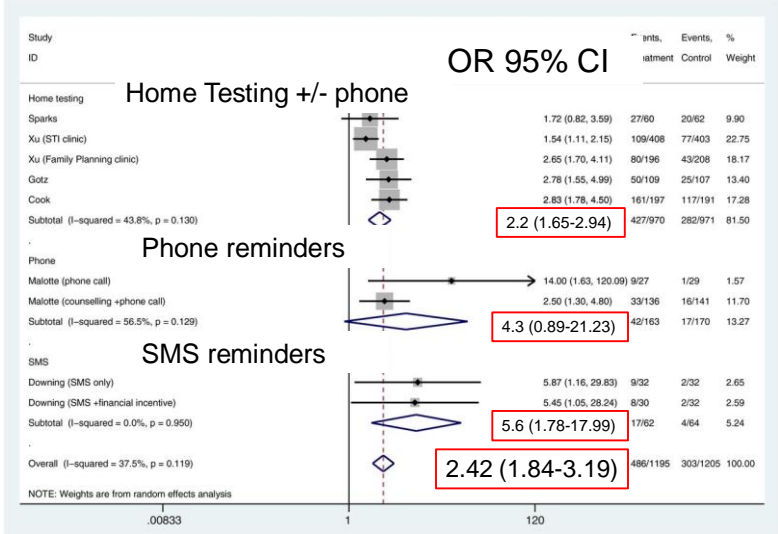 Study ents, Events, %
ID OR 95% CI atment Control Weight
Home testing Home Testing +/- phone
Sparks 1.72 (0.82, 3.59) 27/60 20/62 9.90
Xu (STI clinic) 1.54 (1.11, 2.15) 109/408 77/403 22.75
Xu (Family Planning clinic) 2.65 (1.70, 4.11) 80/196 43/208 18.17
Gotz 2.78 (1.55, 4.99) 50/109 25/107 13.40
Cook 2.83 (1.78, 4.50) 161/197 117/191 17.28
Subtotal (I-squared = 43.8%, p = 0.130) 2.2 (1.65-2.94) 427/970 282/971 81.50
.
Phone Phone reminders
Malotte (phone call) 14.00 (1.63, 120.09) 9/27 1/29 1.57
Malotte (counselling +phone call) 2.50 (1.30, 4.80) 33/136 16/141 11.70
Subtotal (I-squared = 56.5%, p = 0.129) 4.3 (0.89-21.23) 42/163 17/170 13.27
.
SMS SMS reminders
Downing (SMS only) 5.87 (1.16, 29.83) 9/32 2/32 2.65
Downing (SMS +financial incentive) 5.45 (1.05, 28.24) 8/30 2/32 2.59
Subtotal (I-squared = 0.0%, p = 0.950) 5.6 (1.78-17.99) 17/62 4/64 5.24
.
Overall (I-squared = 37.5%, p = 0.119) 2.42 (1.84-3.19) 486/1195 303/1205 100.00
NOTE: Weights are from random effects analysis
.00833 1 120